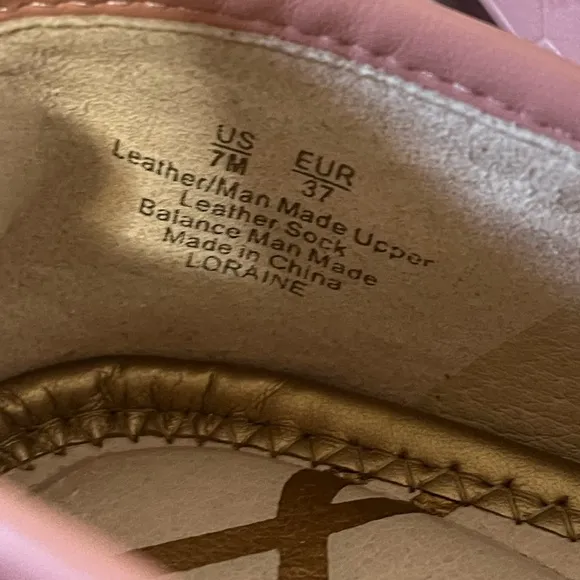 US EUR
7M 37
Leather/Man Made Upper
Leather Sock
Balance Man Made
Made in China
LORAINE